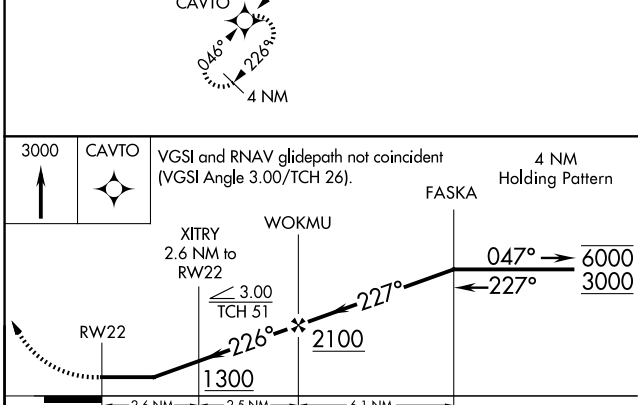 CAVTO
046°
226°
4 NM
3000
CAVTO
VGSI and RNAV glidepath not coincident
(VGSI Angle 3.00/TCH 26).
4 NM
Holding Pattern
FASKA
WOKMU
XITRY
2.6 NM to
RW22
047°
6000
3000
227°
3.00
TCH 51
227°
226°
2100
RW22
1300
2.6 NM
2.5 NM
6.1 NM